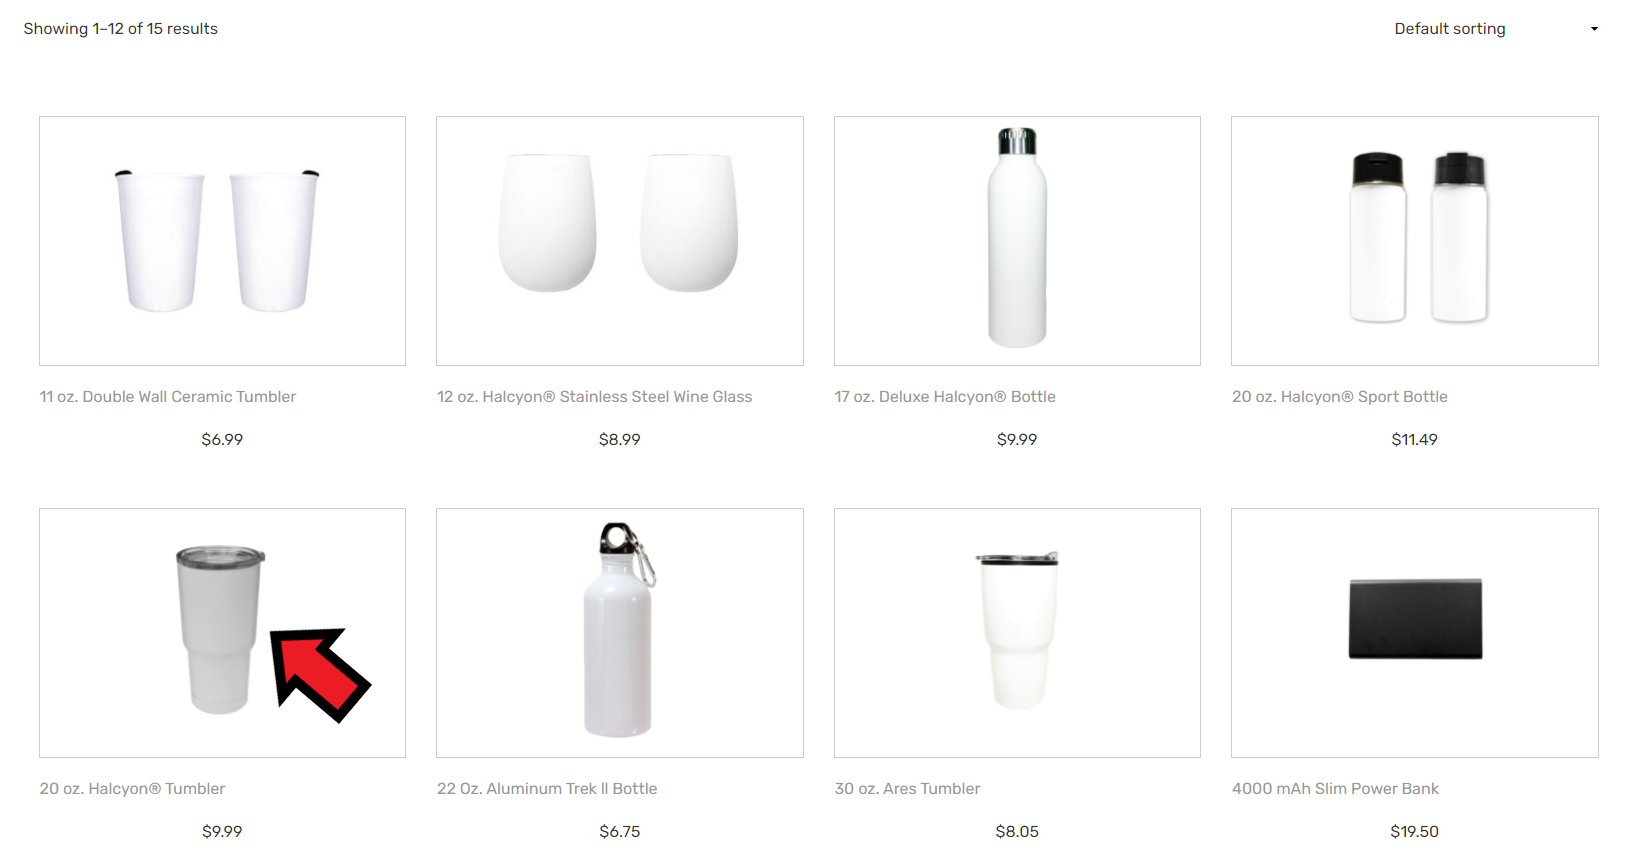 Showing 1–12 of 15 results
Default sorting
11 oz. Double Wall Ceramic Tumbler
12 oz. Halcyon® Stainless Steel Wine Glass
17 oz. Deluxe Halcyon® Bottle
20 oz. Halcyon® Sport Bottle
$6.99
$8.99
$9.99
$11.49
20 oz. Halcyon® Tumbler
22 Oz. Aluminum Trek ll Bottle
30 oz. Ares Tumbler
4000 mAh Slim Power Bank
$9.99
$6.75
$8.05
$19.50